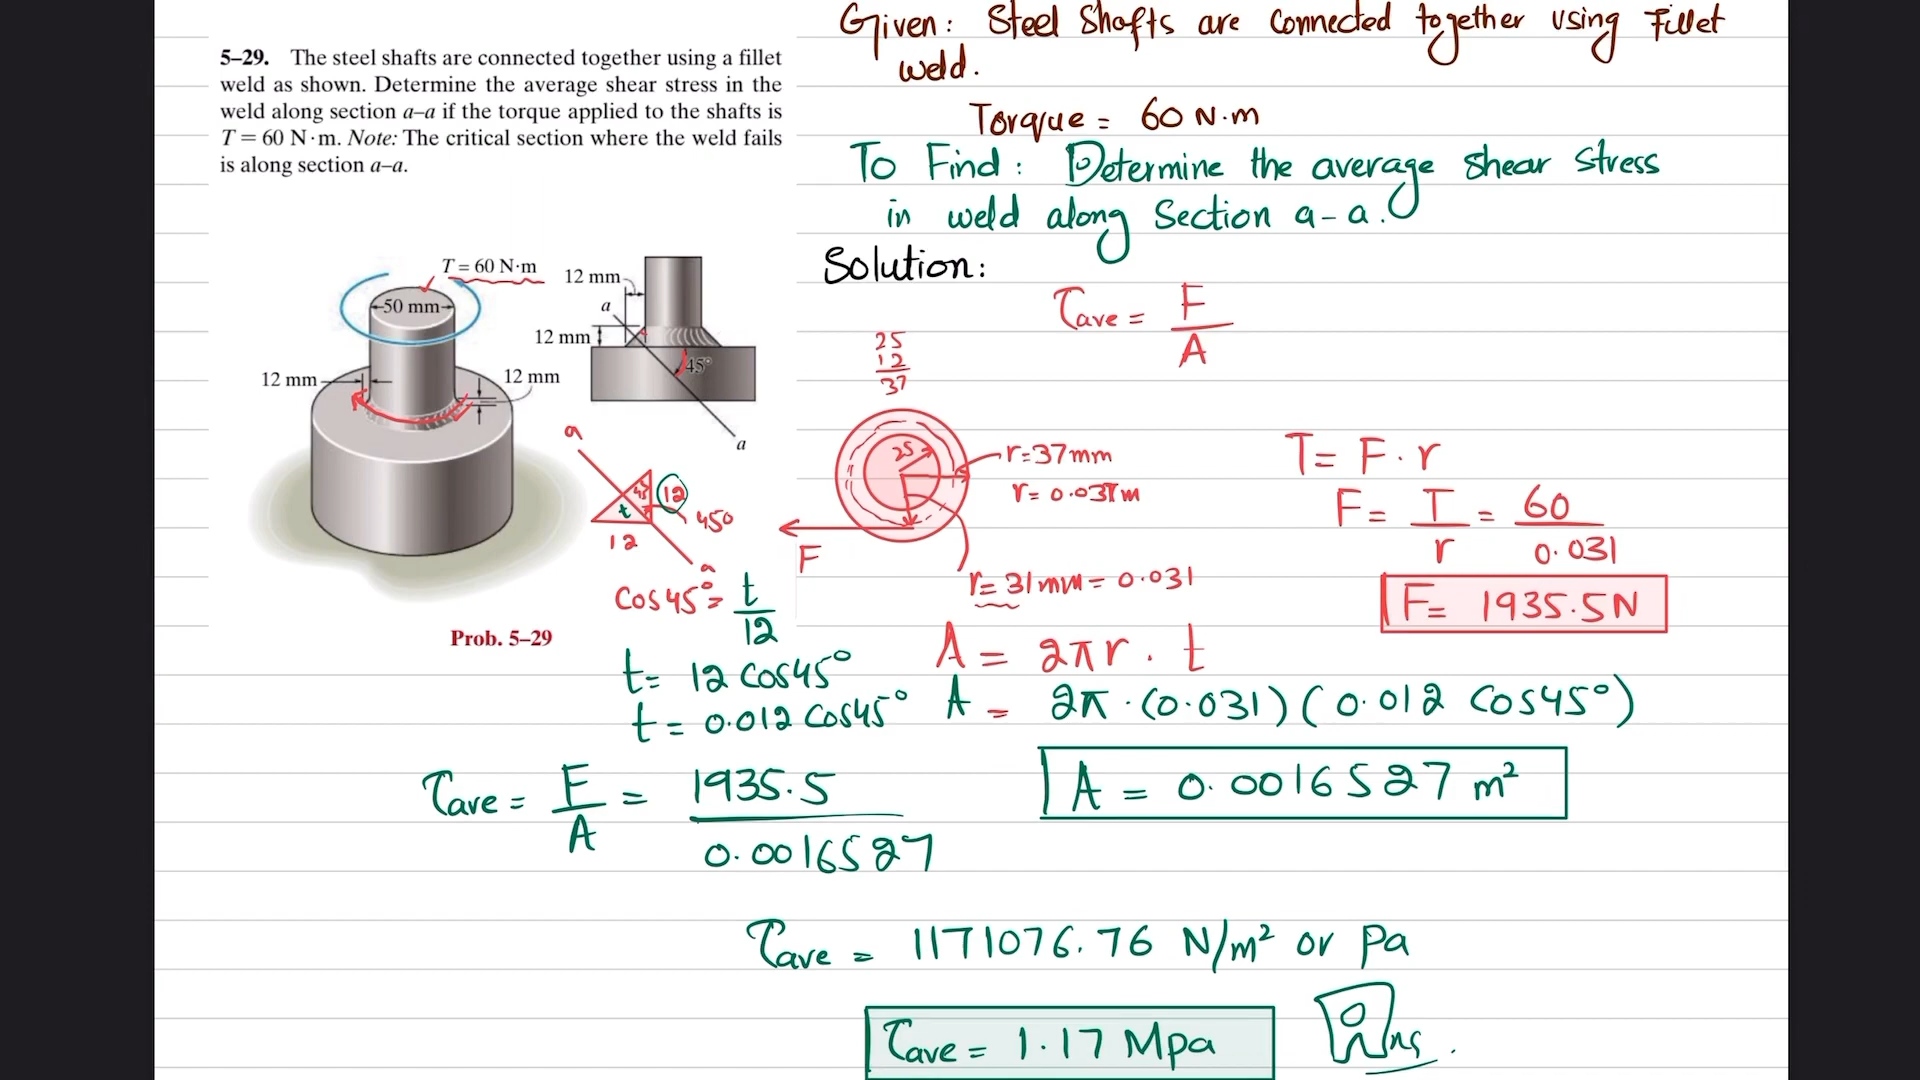 5–29. The steel shafts are connected together using a fillet
weld as shown. Determine the average shear stress in the
weld along section a–a if the torque applied to the shafts is
T = 60 N·m. Note: The critical section where the weld fails
is along section a–a.
T = 60 N·m
50 mm
12 mm
12 mm
12 mm
a
12 mm
45°
a
Prob. 5–29
a
45°
12
t
12
45°
a
Cos45° = t/12
t = 12 Cos45°
t = 0.012 Cos45°
Given: Steel Shafts are Connected together using Fillet
weld.
Torque = 60 N·m
To Find: Determine the average Shear Stress
in weld along Section a-a.
Solution:
τave = F/A
25
12
37
25
r=37mm
r=0.037m
F
r=31mm=0.031
T= F·r
F= T/r = 60/0.031
F= 1935.5N
A = 2πr · t
A = 2π·(0.031)(0.012 Cos45°)
A = 0.0016527 m²
τave = F/A = 1935.5/0.0016527
τave = 1171076.76 N/m² or Pa
τave = 1.17 Mpa
Ans.